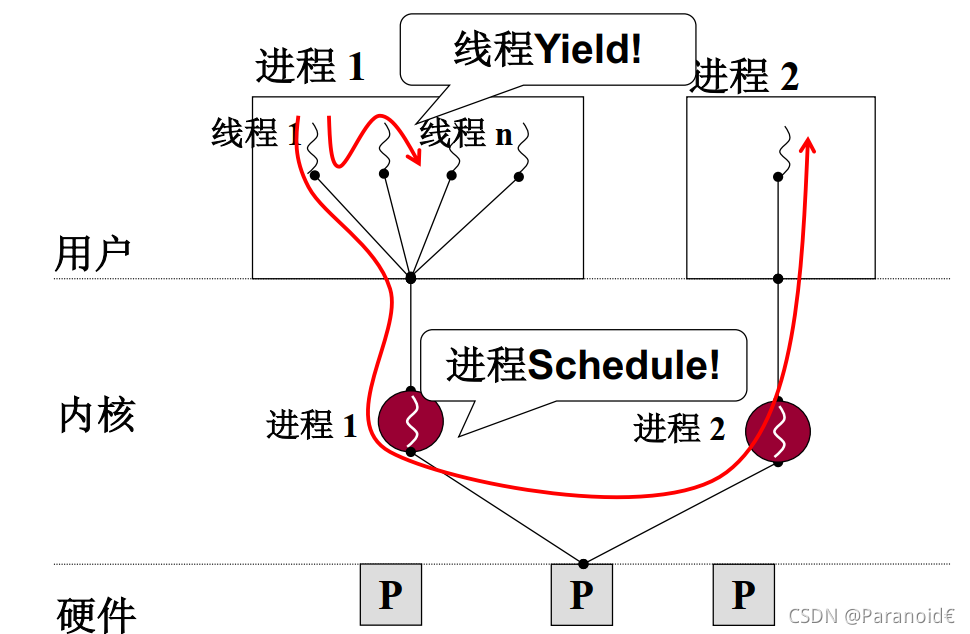 线程Yield!
进程 1
进程 2
线程 1
线程 n
用户
进程Schedule!
内核
进程 1
进程 2
P
P
P
硬件
CSDN @Paranoid€